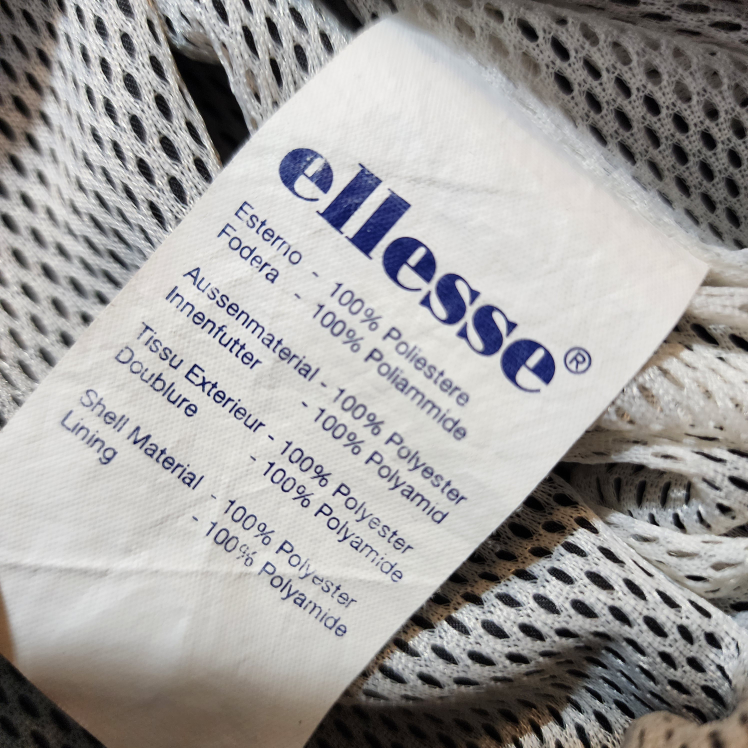 ellesse®
Esterno - 100% Poliestere
Fodera - 100% Poliammide
Aussenmaterial - 100% Polyester
Innenfutter - 100% Polyamid
Tissu Exterieur - 100% Polyester
Doublure - 100% Polyamide
Shell Material - 100% Polyester
Lining - 100% Polyamide